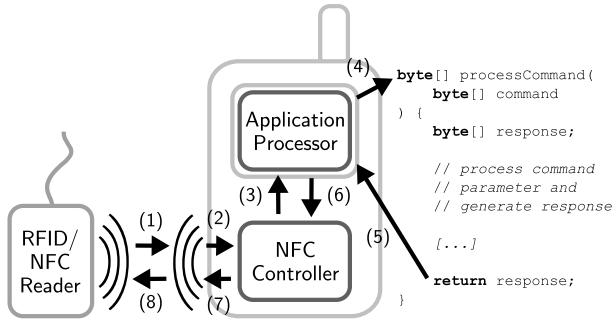 (4)
byte[] processCommand(
byte[] command
) {
byte[] response;
// process command
// parameter and
// generate response
[...]
return response;
}
Application
Processor
(3)
(6)
(5)
(1)
(2)
RFID/
NFC
Reader
NFC
Controller
(8)
(7)